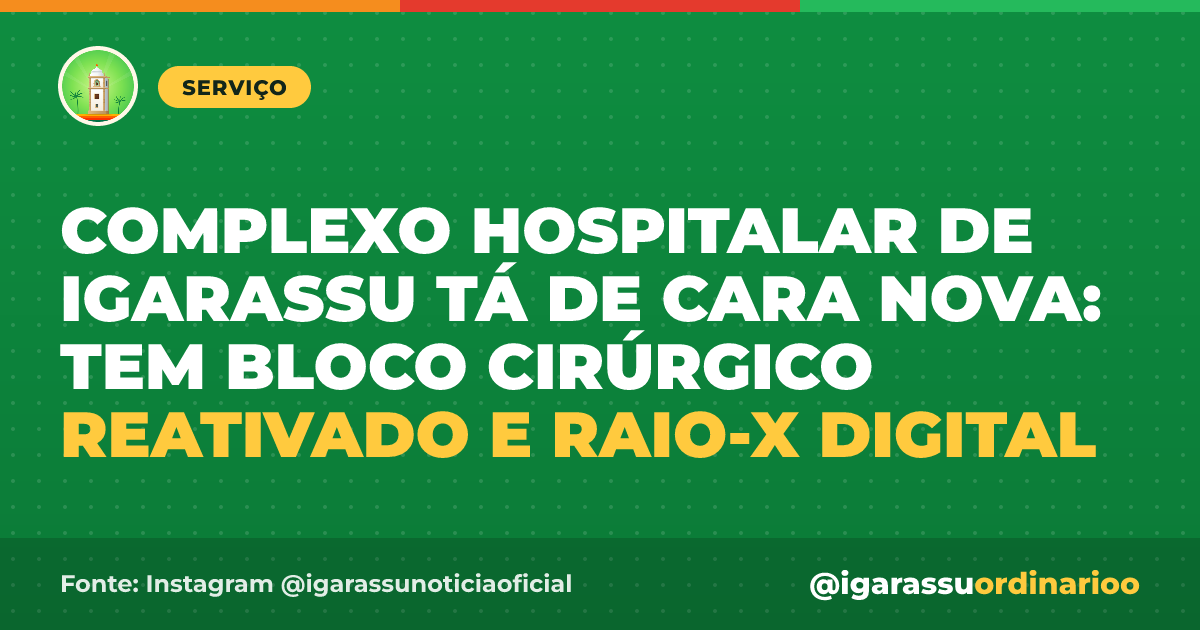 SERVIÇO
COMPLEXO HOSPITALAR DE
IGARASSU TÁ DE CARA NOVA:
TEM BLOCO CIRÚRGICO
REATIVADO E RAIO-X DIGITAL
Fonte: Instagram @igarassunoticiaoficial
@igarassuordinarioo